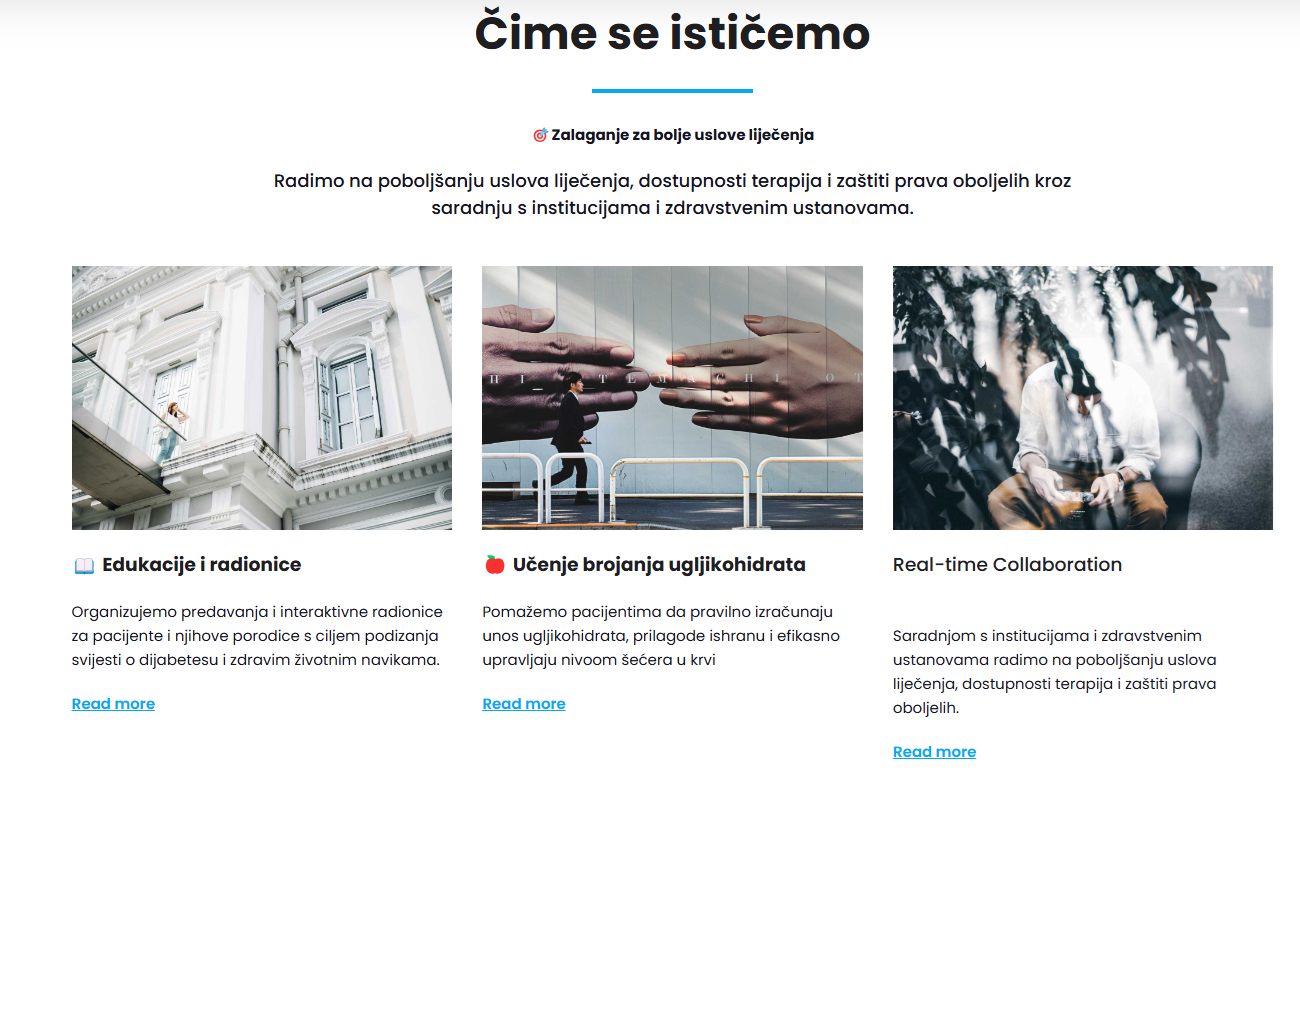 Čime se ističemo
🎯 Zalaganje za bolje uslove liječenja
Radimo na poboljšanju uslova liječenja, dostupnosti terapija i zaštiti prava oboljelih kroz
saradnju s institucijama i zdravstvenim ustanovama.
📖 Edukacije i radionice
Organizujemo predavanja i interaktivne radionice
za pacijente i njihove porodice s ciljem podizanja
svijesti o dijabetesu i zdravim životnim navikama.
Read more
🍎 Učenje brojanja ugljikohidrata
Pomažemo pacijentima da pravilno izračunaju
unos ugljikohidrata, prilagode ishranu i efikasno
upravljaju nivoom šećera u krvi
Read more
Real-time Collaboration
Saradnjom s institucijama i zdravstvenim
ustanovama radimo na poboljšanju uslova
liječenja, dostupnosti terapija i zaštiti prava
oboljelih.
Read more